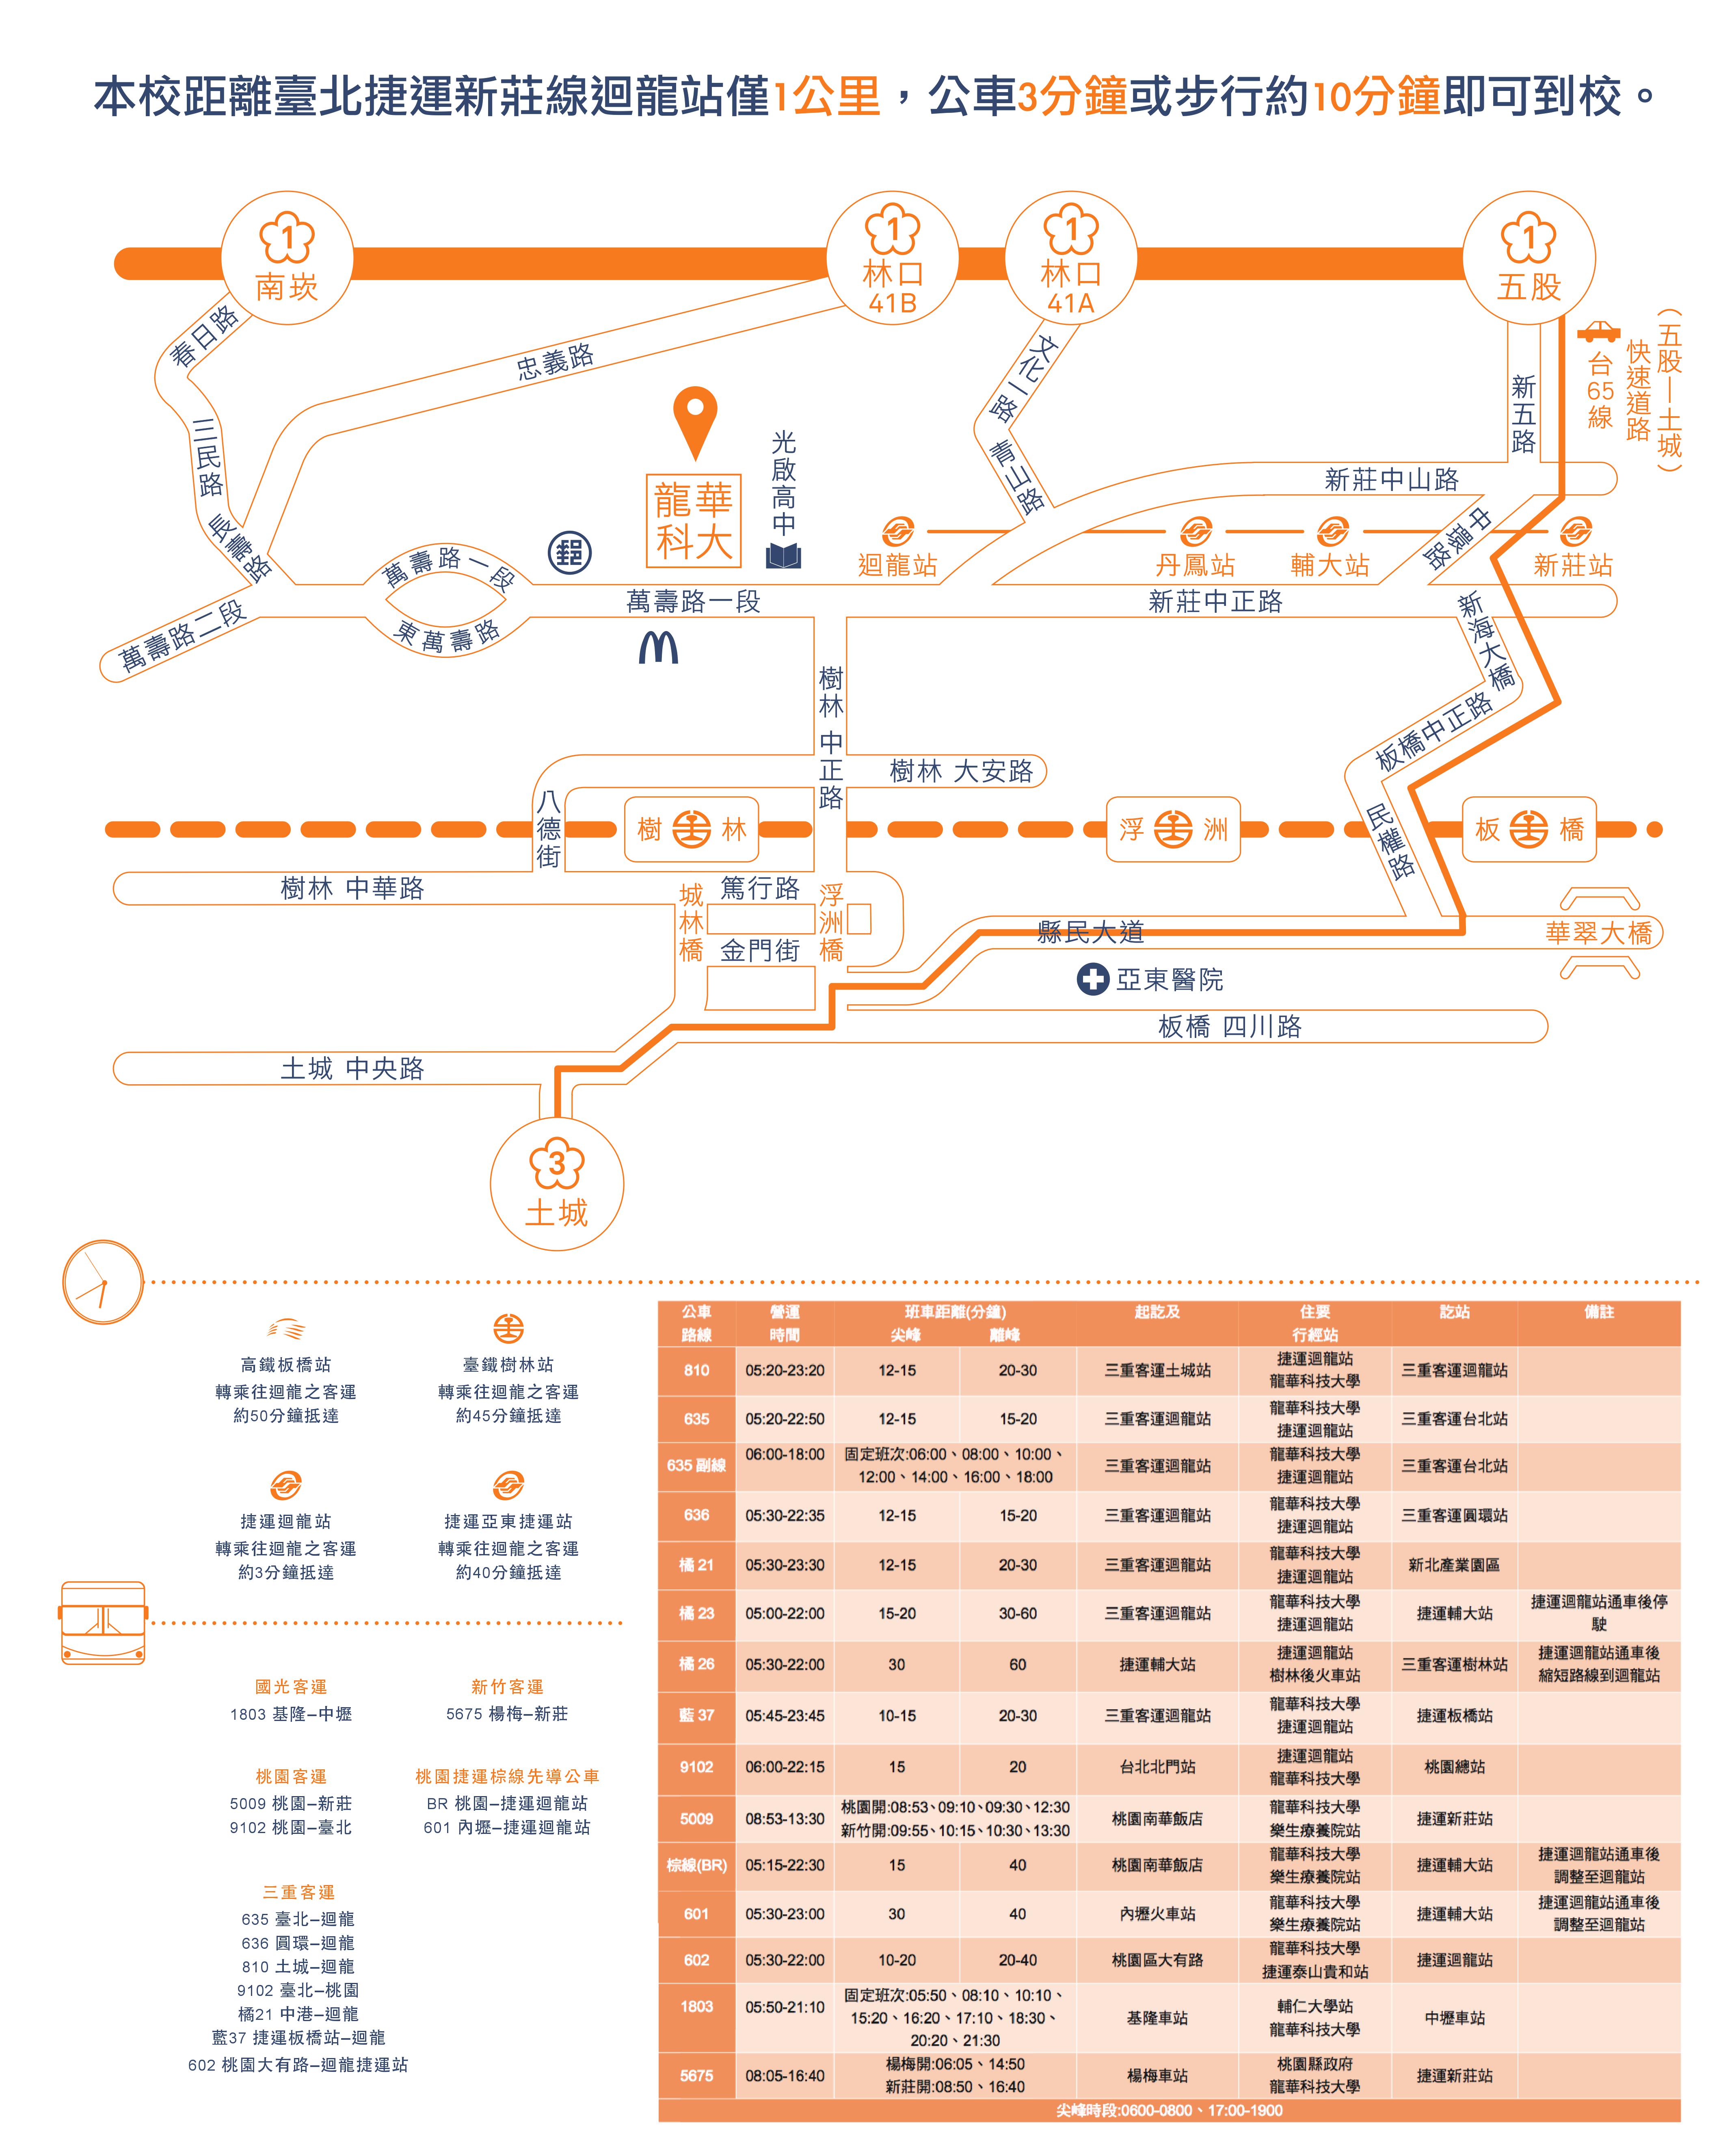 本校距離臺北捷運新莊線迴龍站僅1公里，公車3分鐘或步行約10分鐘即可到校。
1
南崁
1
林口
41B
1
林口
41A
1
五股
春日路
忠義路
文化一路
新五路
台65線
快速道路
（五股—土城）
三民路
光啟高中
青山路
新莊中山路
龍華
科大
長壽路
萬壽路一段
郵
迴龍站
丹鳳站
輔大站
中環路
新莊站
萬壽路一段
新莊中正路
萬壽路二段
東萬壽路
新海大橋
樹林 中正路
板橋中正路
樹林 大安路
八德街
樹 林
浮 洲
民權路
板 橋
樹林 中華路
城林橋
篤行路
浮洲橋
金門街
縣民大道
華翠大橋
亞東醫院
板橋 四川路
土城 中央路
3
土城
高鐵板橋站
轉乘往迴龍之客運
約50分鐘抵達
臺鐵樹林站
轉乘往迴龍之客運
約45分鐘抵達
捷運迴龍站
轉乘往迴龍之客運
約3分鐘抵達
捷運亞東捷運站
轉乘往迴龍之客運
約40分鐘抵達
國光客運
1803 基隆–中壢
新竹客運
5675 楊梅–新莊
桃園客運
5009 桃園–新莊
9102 桃園–臺北
桃園捷運棕線先導公車
BR 桃園–捷運迴龍站
601 內壢–捷運迴龍站
三重客運
635 臺北–迴龍
636 圓環–迴龍
810 土城–迴龍
9102 臺北–桃園
橘21 中港–迴龍
藍37 捷運板橋站–迴龍
602 桃園大有路–迴龍捷運站
公車 營運 班車距離(分鐘) 起訖及 住要 訖站 備註
路線 時間 尖峰 離峰 行經站
810 05:20-23:20 12-15 20-30 三重客運土城站 捷運迴龍站 三重客運迴龍站
龍華科技大學
635 05:20-22:50 12-15 15-20 三重客運迴龍站 龍華科技大學 三重客運台北站
捷運迴龍站
635 副線 06:00-18:00 固定班次:06:00、08:00、10:00、 三重客運迴龍站 龍華科技大學 三重客運台北站
12:00、14:00、16:00、18:00 捷運迴龍站
636 05:30-22:35 12-15 15-20 三重客運迴龍站 龍華科技大學 三重客運圓環站
捷運迴龍站
橘 21 05:30-23:30 12-15 20-30 三重客運迴龍站 龍華科技大學 新北產業園區
捷運迴龍站
橘 23 05:00-22:00 15-20 30-60 三重客運迴龍站 龍華科技大學 捷運輔大站 捷運迴龍站通車後停
捷運迴龍站 駛
橘 26 05:30-22:00 30 60 捷運輔大站 捷運迴龍站 三重客運樹林站 捷運迴龍站通車後
樹林後火車站 縮短路線到迴龍站
藍 37 05:45-23:45 10-15 20-30 三重客運迴龍站 龍華科技大學 捷運板橋站
捷運迴龍站
9102 06:00-22:15 15 20 台北北門站 捷運迴龍站 桃園總站
龍華科技大學
5009 08:53-13:30 桃園開:08:53、09:10、09:30、12:30 桃園南華飯店 龍華科技大學 捷運新莊站
新竹開:09:55、10:15、10:30、13:30 樂生療養院站
棕線(BR) 05:15-22:30 15 40 桃園南華飯店 龍華科技大學 捷運輔大站 捷運迴龍站通車後
樂生療養院站 調整至迴龍站
601 05:30-23:00 30 40 內壢火車站 龍華科技大學 捷運輔大站 捷運迴龍站通車後
樂生療養院站 調整至迴龍站
602 05:30-22:00 10-20 20-40 桃園區大有路 龍華科技大學 捷運迴龍站
捷運泰山貴和站
1803 05:50-21:10 固定班次:05:50、08:10、10:10、 基隆車站 輔仁大學站 中壢車站
15:20、16:20、17:10、18:30、 龍華科技大學
20:20、21:30
5675 08:05-16:40 楊梅開:06:05、14:50 楊梅車站 桃園縣政府 捷運新莊站
新莊開:08:50、16:40 龍華科技大學
尖峰時段:0600-0800、17:00-1900